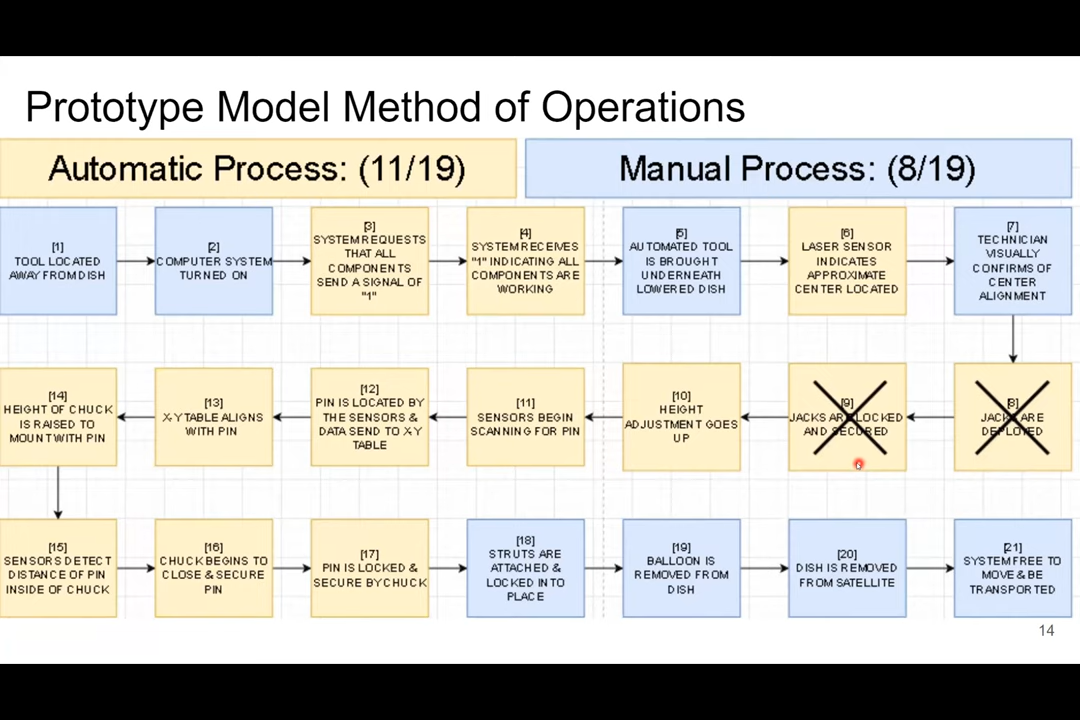 Prototype Model Method of Operations
Automatic Process: (11/19)
Manual Process: (8/19)
[1]
TOOL LOCATED
AWAY FROM DISH
[2]
COMPUTER SYSTEM
TURNED ON
[3]
SYSTEM REQUESTS
THAT ALL
COMPONENTS
SEND A SIGNAL OF
"1"
[4]
SYSTEM RECEIVES
"1" INDICATING ALL
COMPONENTS ARE
WORKING
[5]
AUTOMATED TOOL
IS BROUGHT
UNDERNEATH
LOWERED DISH
[6]
LASER SENSOR
INDICATES
APPROXIMATE
CENTER LOCATED
[7]
TECHNICIAN
VISUALLY
CONFIRMS OF
CENTER
ALIGNMENT
[8]
JACKS ARE
DEPLOYED
[9]
JACKS ARE LOCKED
AND SECURED
[10]
HEIGHT
ADJUSTMENT GOES
UP
[11]
SENSORS BEGIN
SCANNING FOR PIN
[12]
PIN IS LOCATED BY
THE SENSORS &
DATA SEND TO X-Y
TABLE
[13]
X-Y TABLE ALIGNS
WITH PIN
[14]
HEIGHT OF CHUCK
IS RAISED TO
MOUNT WITH PIN
[15]
SENSORS DETECT
DISTANCE OF PIN
INSIDE OF CHUCK
[16]
CHUCK BEGINS TO
CLOSE & SECURE
PIN
[17]
PIN IS LOCKED &
SECURE BY CHUCK
[18]
STRUTS ARE
ATTACHED &
LOCKED INTO
PLACE
[19]
BALLOON IS
REMOVED FROM
DISH
[20]
DISH IS REMOVED
FROM SATELLITE
[21]
SYSTEM FREE TO
MOVE & BE
TRANSPORTED
14